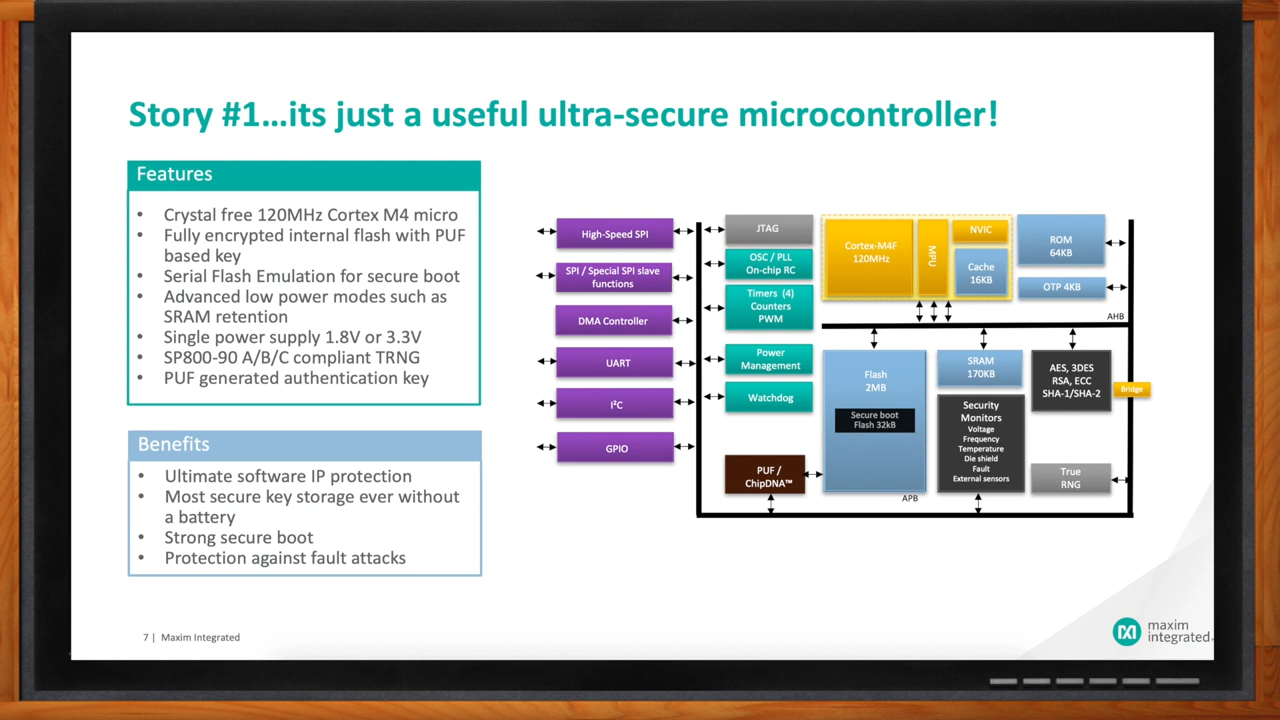 Story #1...its just a useful ultra-secure microcontroller!
Features
• Crystal free 120MHz Cortex M4 micro
• Fully encrypted internal flash with PUF
based key
• Serial Flash Emulation for secure boot
• Advanced low power modes such as
SRAM retention
• Single power supply 1.8V or 3.3V
• SP800-90 A/B/C compliant TRNG
• PUF generated authentication key
Benefits
• Ultimate software IP protection
• Most secure key storage ever without
a battery
• Strong secure boot
• Protection against fault attacks
High-Speed SPI
SPI / Special SPI slave
functions
DMA Controller
UART
I²C
GPIO
JTAG
OSC / PLL
On-chip RC
Timers (4)
Counters
PWM
Power
Management
Watchdog
PUF /
ChipDNA™
Cortex-M4F
120MHz
MPU
NVIC
Cache
16KB
ROM
64KB
OTP 4KB
AHB
Flash
2MB
Secure boot
Flash 32kB
SRAM
170KB
AES, 3DES
RSA, ECC
SHA-1/SHA-2
Bridge
Security
Monitors
Voltage
Frequency
Temperature
Die shield
Fault
External sensors
True
RNG
APB
7 | Maxim Integrated
maxim
integrated.